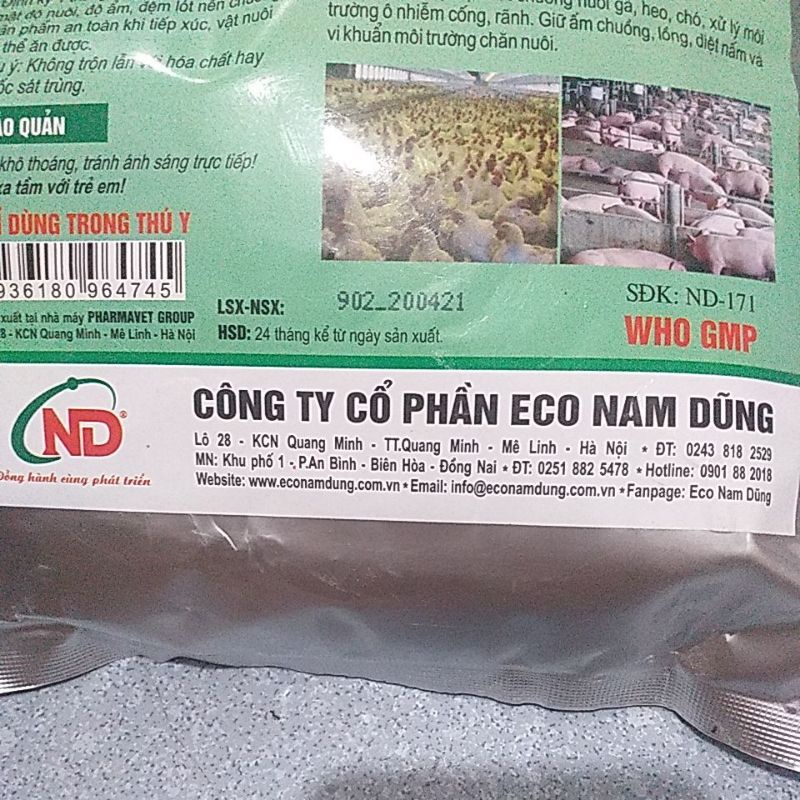 mật độ nuôi, độ ẩm, đệm lót nền
sản phẩm an toàn khi tiếp xúc, vật nuôi
thể ăn được.
ý: Không trộn lẫn với hóa chất hay
sát trùng.
BẢO QUẢN
khô thoáng, tránh ánh sáng trực tiếp!
xa tầm với trẻ em!
DÙNG TRONG THÚ Y
936180 964745
xuất tại nhà máy PHARMAVET GROUP
28 - KCN Quang Minh - Mê Linh - Hà Nội
nuôi gà, heo, chó, xử lý môi
trường ô nhiễm cống, rãnh. Giữ ấm chuồng, lồng, diệt nấm và
vi khuẩn môi trường chăn nuôi.
LSX-NSX: 902_200421
HSD: 24 tháng kể từ ngày sản xuất.
SĐK: ND-171
WHO GMP
ND®
Đồng hành cùng phát triển
CÔNG TY CỔ PHẦN ECO NAM DŨNG
Lô 28 - KCN Quang Minh - TT.Quang Minh - Mê Linh - Hà Nội * ĐT: 0243 818 2529
MN: Khu phố 1 -, P.An Bình - Biên Hòa - Đồng Nai * ĐT: 0251 882 5478 * Hotline: 0901 88 2018
Website: www.econamdung.com.vn * Email: info@econamdung.com.vn * Fanpage: Eco Nam Dũng